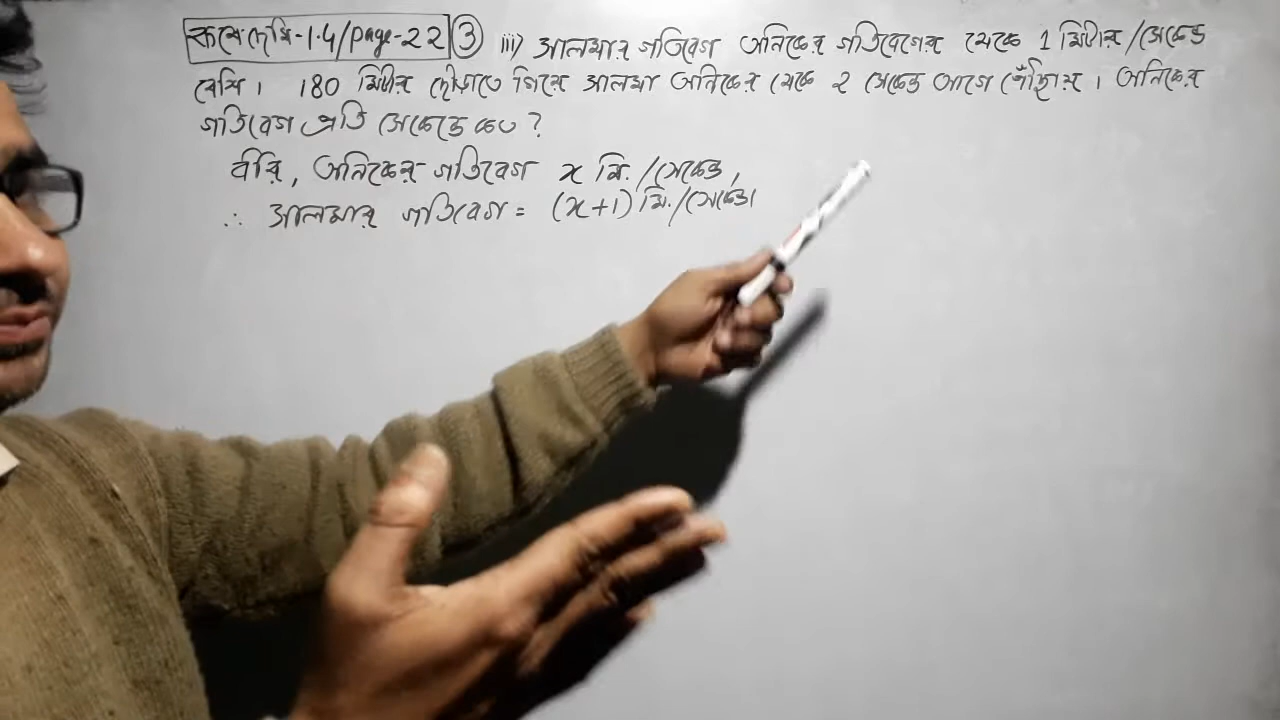 কষে দেখি-1.4/page-22 ③ iii) আলমার গতিবেগ অনিকের গতিবেগের থেকে 1 মিটার/সেকেন্ড
বেশি। 180 মিটার দৌড়াতে গিয়ে আলমা অনিকের থেকে ২ সেকেন্ড আগে পৌঁছায়। অনিকের
গতিবেগ প্রতি সেকেন্ডে কত?
ধরি, অনিকের গতিবেগ x মি./সেকেন্ড,
∴ আলমার গতিবেগ = (x+1) মি./সেকেন্ড।